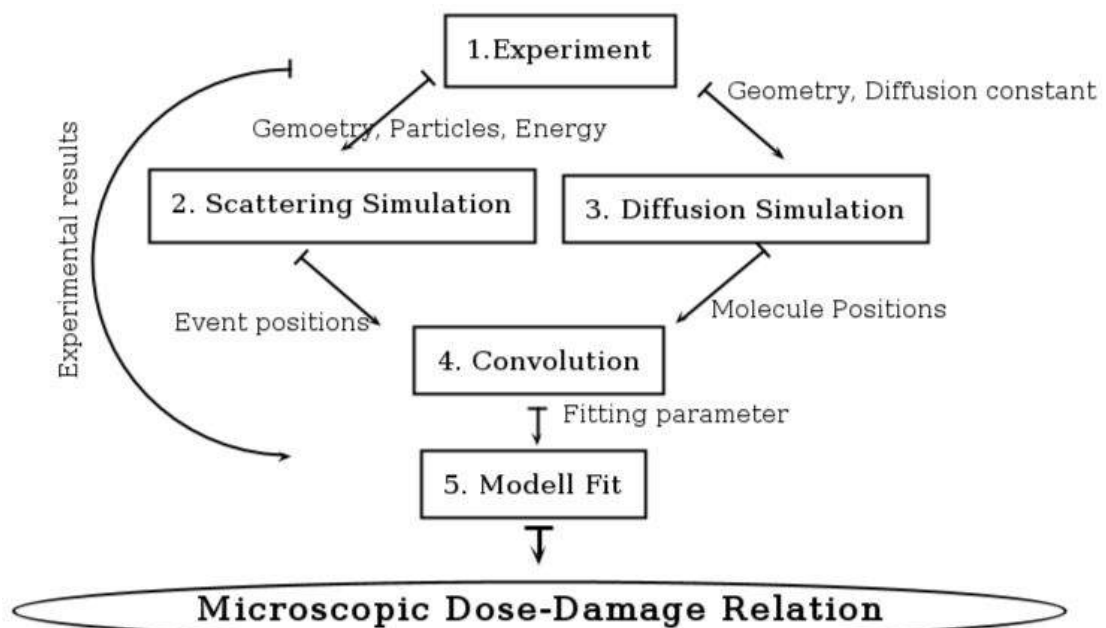 1.Experiment
Geometry, Diffusion constant
Gemoetry, Particles, Energy
Experimental results
2. Scattering Simulation
3. Diffusion Simulation
Event positions
Molecule Positions
4. Convolution
Fitting parameter
5. Modell Fit
Microscopic Dose-Damage Relation